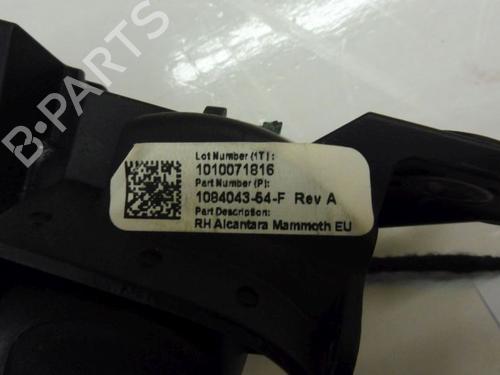 B-PARTS
Lot Number (1T):
1010071816
Part Number (P):
1084043-64-F Rev A
Part Description:
RH Alcantara Mammoth EU